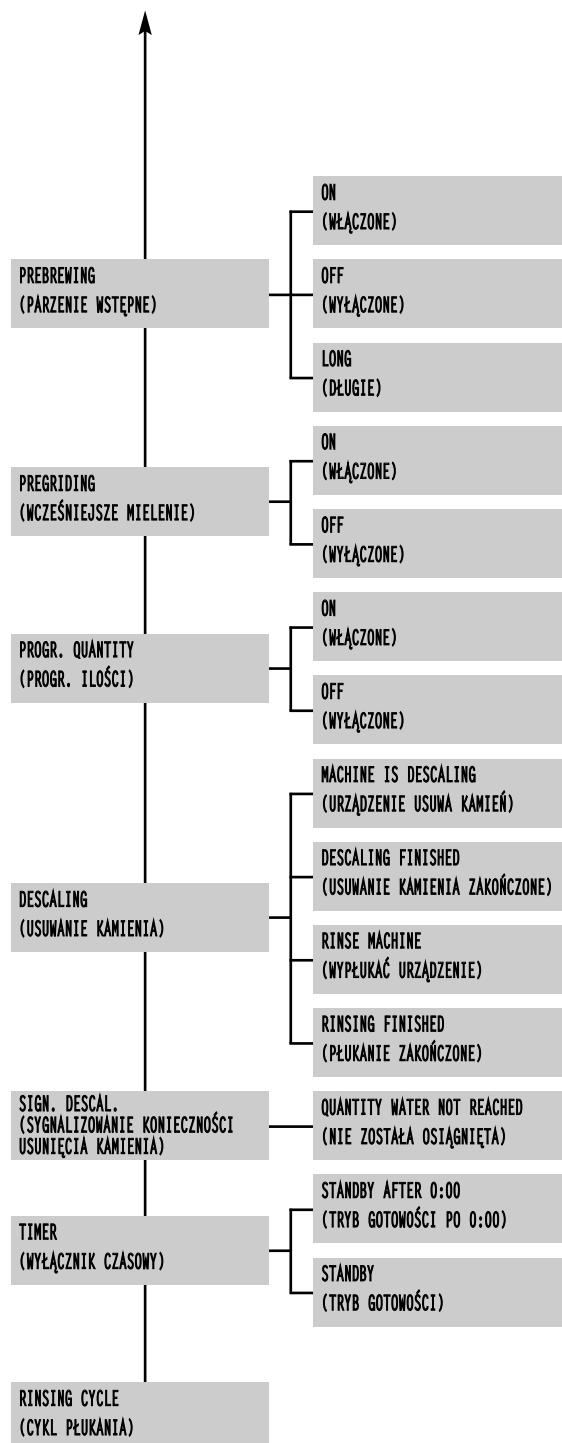 ON
(WŁĄCZONE)
PREBREWING
(PARZENIE WSTĘPNE)
OFF
(WYŁĄCZONE)
LONG
(DŁUGIE)
ON
(WŁĄCZONE)
PREGRIDING
(WCZEŚNIEJSZE MIELENIE)
OFF
(WYŁĄCZONE)
ON
(WŁĄCZONE)
PROGR. QUANTITY
(PROGR. ILOŚCI)
OFF
(WYŁĄCZONE)
MACHINE IS DESCALING
(URZĄDZENIE USUWA KAMIEŃ)
DESCALING FINISHED
(USUWANIE KAMIENIA ZAKOŃCZONE)
DESCALING
(USUWANIE KAMIENIA)
RINSE MACHINE
(WYPŁUKAĆ URZĄDZENIE)
RINSING FINISHED
(PŁUKANIE ZAKOŃCZONE)
SIGN. DESCAL.
(SYGNALIZOWANIE KONIECZNOŚCI
USUNIĘCIA KAMIENIA)
QUANTITY WATER NOT REACHED
(NIE ZOSTAŁA OSIĄGNIĘTA)
STANDBY AFTER 0:00
(TRYB GOTOWOŚCI PO 0:00)
TIMER
(WYŁĄCZNIK CZASOWY)
STANDBY
(TRYB GOTOWOŚCI)
RINSING CYCLE
(CYKL PŁUKANIA)